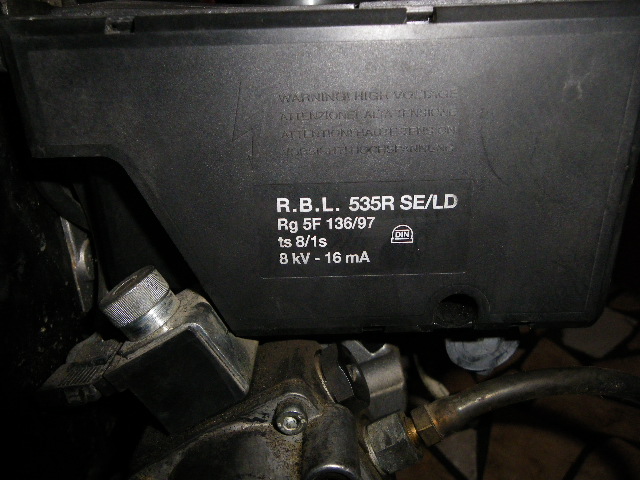 WARNING! HIGH VOLTAGE
ATTENZIONE! ALTA TENSIONE
ATTENTION! HAUTE TENSION
HOCHSPANNUNG
R.B.L. 535R SE/LD
Rg 5F 136/97
ts 8/1s
DIN
8 kV - 16 mA